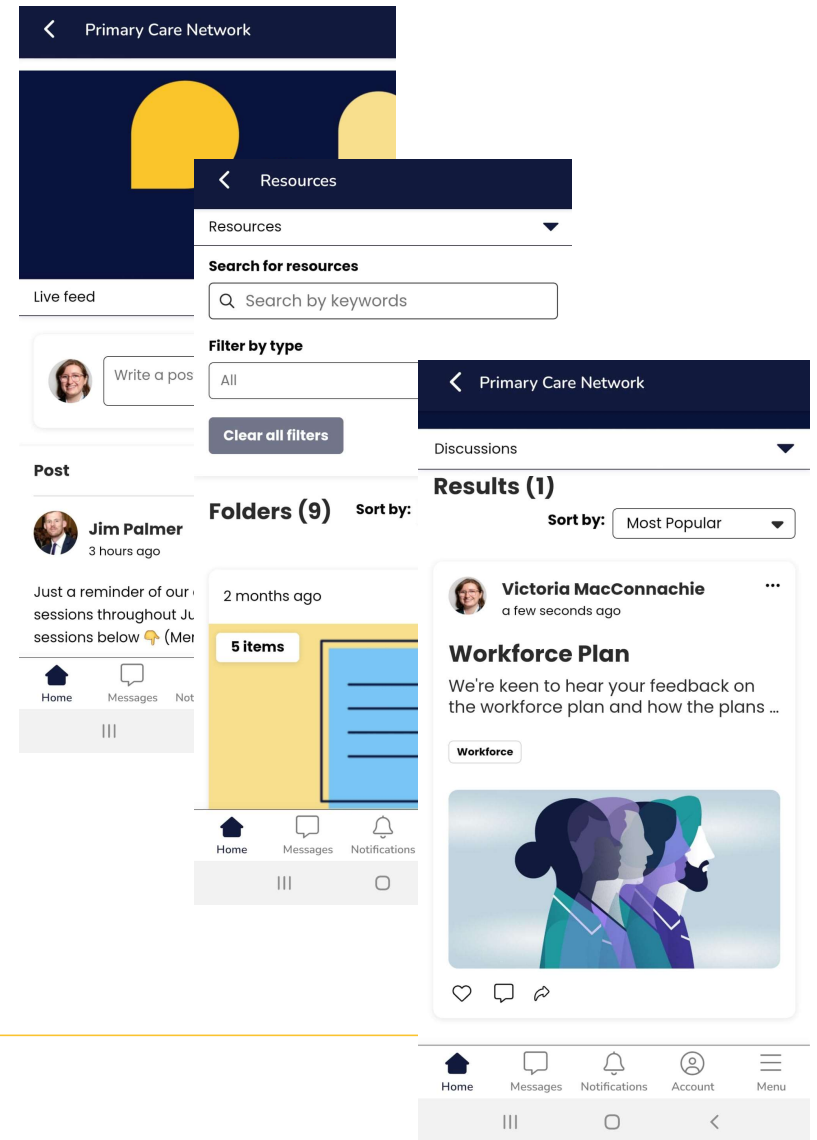 Primary Care Network
Live feed
Write a pos
Post
Jim Palmer
3 hours ago
Just a reminder of our
sessions throughout Ju
sessions below 👇 (Mer
Home Messages Not
Resources
Resources
Search for resources
Search by keywords
Filter by type
All
Clear all filters
Folders (9) Sort by:
2 months ago
5 items
Home Messages Notifications
Primary Care Network
Discussions
Results (1)
Sort by: Most Popular
Victoria MacConnachie
a few seconds ago
Workforce Plan
We're keen to hear your feedback on
the workforce plan and how the plans ...
Workforce
Home Messages Notifications Account Menu